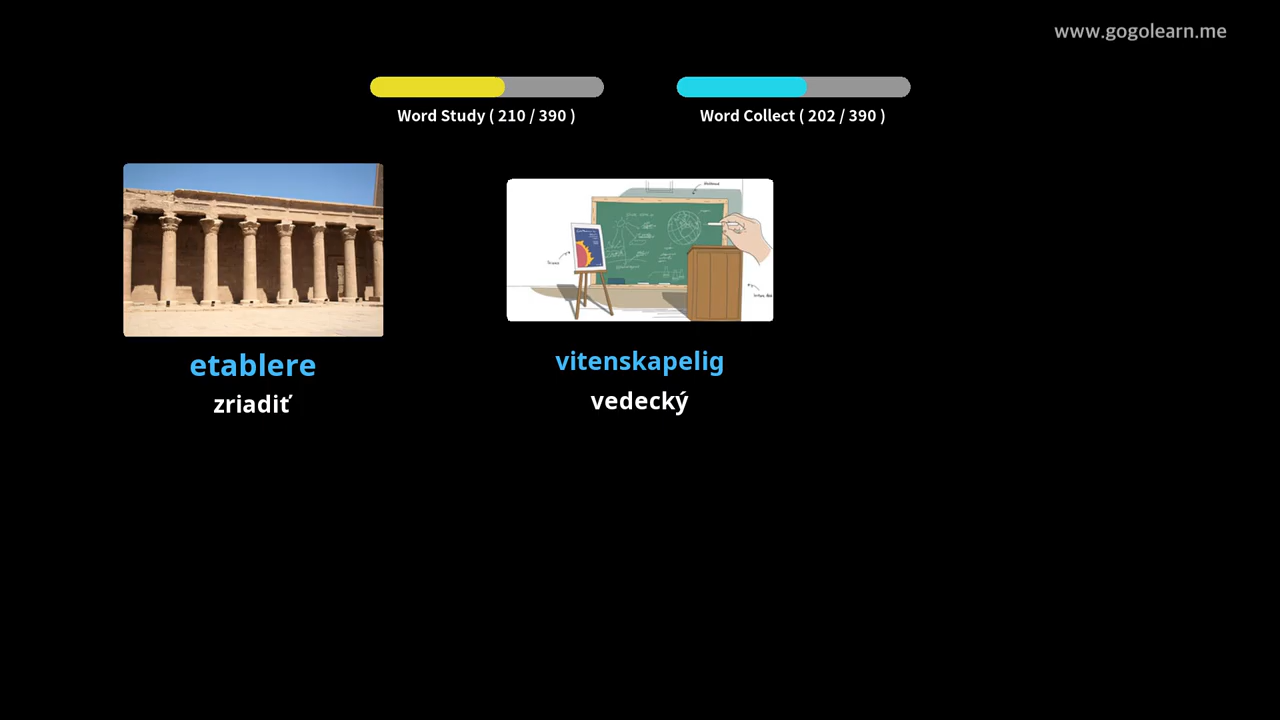 www.gogolearn.me
Word Study ( 210 / 390 )
Word Collect ( 202 / 390 )
etablere
zriadiť
vitenskapelig
vedecký